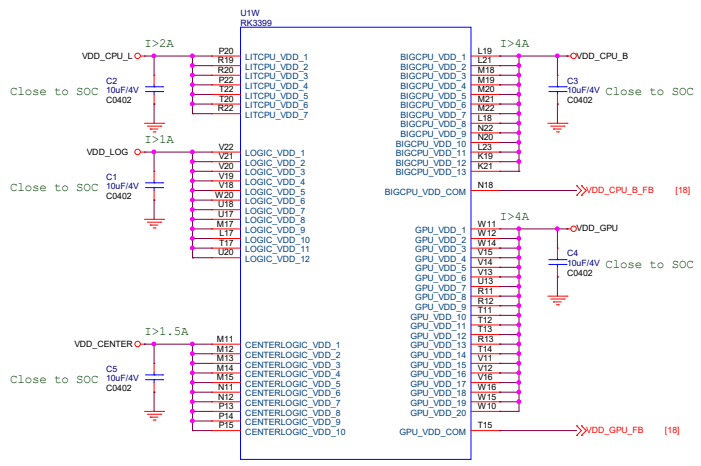 U1W
RK3399
I>2A
VDD_CPU_L
C2
10uF/4V
C0402
Close to SOC
P20 LITCPU_VDD_1
R19 LITCPU_VDD_2
R20 LITCPU_VDD_3
P22 LITCPU_VDD_4
T22 LITCPU_VDD_5
T20 LITCPU_VDD_6
R22 LITCPU_VDD_7
I>1A
VDD_LOG
C1
10uF/4V
C0402
Close to SOC
V22 LOGIC_VDD_1
V21 LOGIC_VDD_2
V20 LOGIC_VDD_3
V19 LOGIC_VDD_4
V18 LOGIC_VDD_5
W20 LOGIC_VDD_6
U18 LOGIC_VDD_7
U17 LOGIC_VDD_8
M17 LOGIC_VDD_9
L17 LOGIC_VDD_10
T17 LOGIC_VDD_11
U20 LOGIC_VDD_12
I>1.5A
VDD_CENTER
C5
10uF/4V
C0402
Close to SOC
M11 CENTERLOGIC_VDD_1
M12 CENTERLOGIC_VDD_2
M13 CENTERLOGIC_VDD_3
M14 CENTERLOGIC_VDD_4
M15 CENTERLOGIC_VDD_5
N11 CENTERLOGIC_VDD_6
N12 CENTERLOGIC_VDD_7
P13 CENTERLOGIC_VDD_8
P14 CENTERLOGIC_VDD_9
P15 CENTERLOGIC_VDD_10
I>4A
VDD_CPU_B
C3
10uF/4V
C0402
Close to SOC
BIGCPU_VDD_1 L19
BIGCPU_VDD_2 L21
BIGCPU_VDD_3 M18
BIGCPU_VDD_4 M19
BIGCPU_VDD_5 M20
BIGCPU_VDD_6 M21
BIGCPU_VDD_7 M22
BIGCPU_VDD_8 L18
BIGCPU_VDD_9 N22
BIGCPU_VDD_10 N20
BIGCPU_VDD_11 L23
BIGCPU_VDD_12 K19
BIGCPU_VDD_13 K21
BIGCPU_VDD_COM N18 VDD_CPU_B_FB [18]
I>4A
VDD_GPU
C4
10uF/4V
C0402
Close to SOC
GPU_VDD_1 W11
GPU_VDD_2 W12
GPU_VDD_3 W14
GPU_VDD_4 V15
GPU_VDD_5 V14
GPU_VDD_6 V13
GPU_VDD_7 U13
GPU_VDD_8 R11
GPU_VDD_9 R12
GPU_VDD_10 T11
GPU_VDD_11 T12
GPU_VDD_12 T13
GPU_VDD_13 R13
GPU_VDD_14 T14
GPU_VDD_15 V11
GPU_VDD_16 V12
GPU_VDD_17 V16
GPU_VDD_18 W16
GPU_VDD_19 W15
GPU_VDD_20 W10
GPU_VDD_COM T15 VDD_GPU_FB [18]